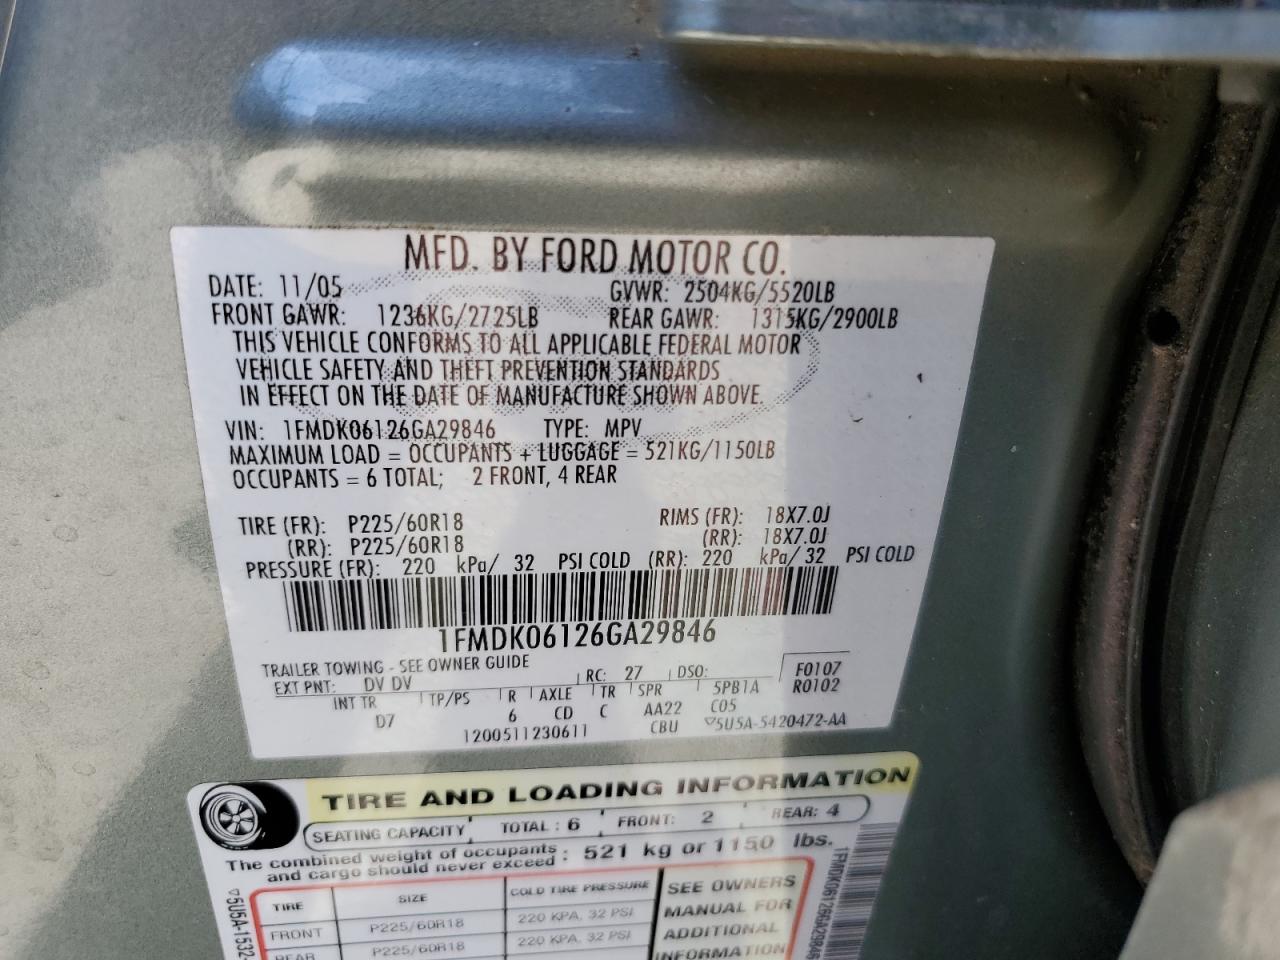 MFD. BY FORD MOTOR CO.
DATE: 11/05 GVWR: 2504KG/5520LB
FRONT GAWR: 1236KG/2725LB REAR GAWR: 1315KG/2900LB
THIS VEHICLE CONFORMS TO ALL APPLICABLE FEDERAL MOTOR
VEHICLE SAFETY AND THEFT PREVENTION STANDARDS
IN EFFECT ON THE DATE OF MANUFACTURE SHOWN ABOVE.
VIN: 1FMDK06126GA29846 TYPE: MPV
MAXIMUM LOAD = OCCUPANTS + LUGGAGE = 521KG/1150LB
OCCUPANTS = 6 TOTAL; 2 FRONT, 4 REAR
TIRE (FR): P225/60R18 RIMS (FR): 18X7.0J
(RR): P225/60R18 (RR): 18X7.0J
PRESSURE (FR): 220 kPa/ 32 PSI COLD (RR): 220 kPa/ 32 PSI COLD
1FMDK06126GA29846
TRAILER TOWING - SEE OWNER GUIDE
EXT PNT: DV DV RC: 27 DSO: F0107
R0102
INT TR TP/PS R AXLE TR SPR 5PB1A
D7 6 CD C AA22 C05
1200511230611 CBU 5U5A-5420472-AA
TIRE AND LOADING INFORMATION
SEATING CAPACITY TOTAL : 6 FRONT: 2 REAR: 4
The combined weight of occupants
and cargo should never exceed : 521 kg or 1150 lbs.
TIRE SIZE COLD TIRE PRESSURE
FRONT P225/60R18 220 KPA, 32 PSI
REAR P225/60R18 220 KPA, 32 PSI
SEE OWNERS
MANUAL FOR
ADDITIONAL
INFORMATION
5U5A-1532-
1FMDK06126GA29846